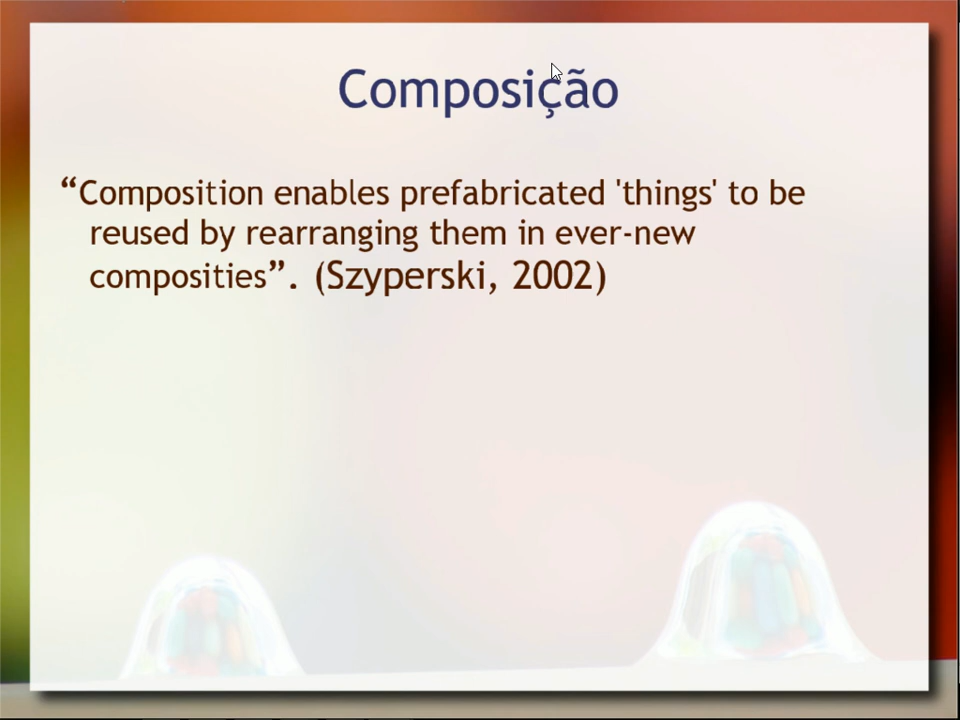 Composição
“Composition enables prefabricated 'things' to be
reused by rearranging them in ever-new
composities”. (Szyperski, 2002)